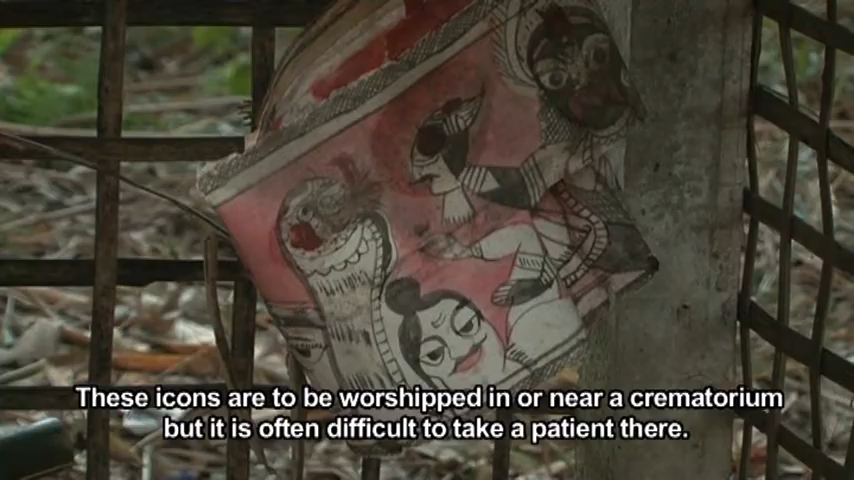 These icons are to be worshipped in or near a crematorium
but it is often difficult to take a patient there.